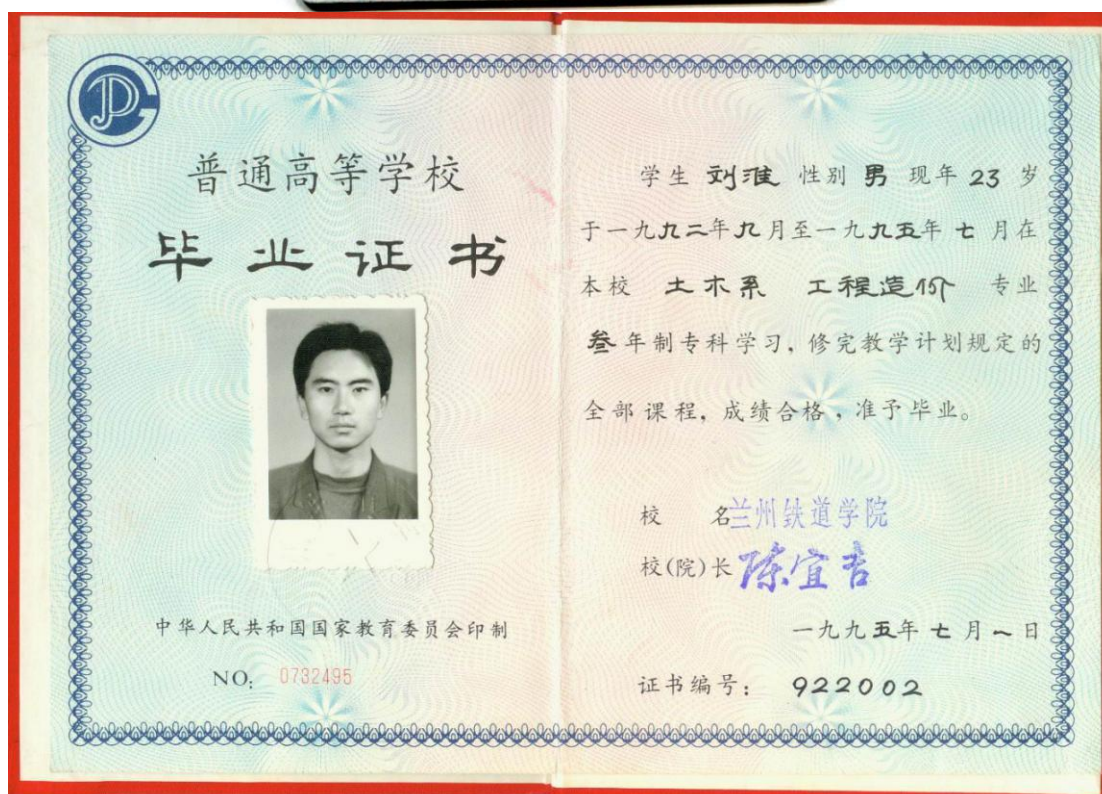 普通高等学校
毕业证书
中华人民共和国国家教育委员会印制
NO: 0732495
学生 刘淮 性别 男 现年 23 岁
于一九九二年九月至一九九五年七月在
本校 土木系 工程造价 专业
叁年制专科学习, 修完教学计划规定的
全部课程, 成绩合格, 准予毕业。
校 名兰州铁道学院
校(院)长 陈宜吉
一九九五年七月一日
证书编号: 922002